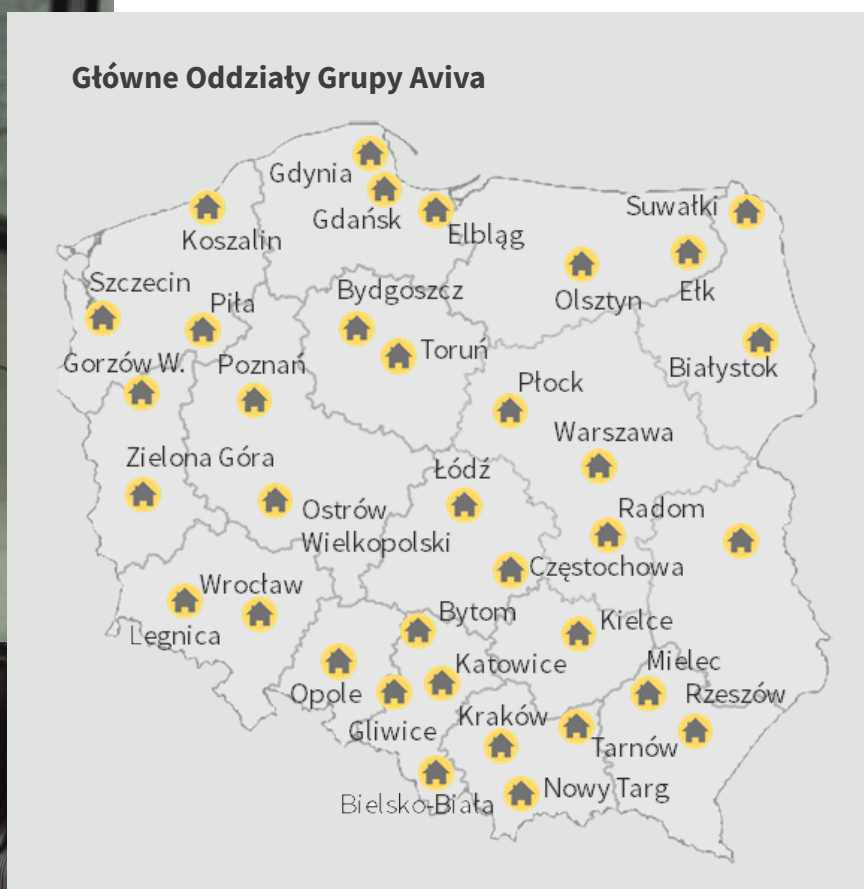 Główne Oddziały Grupy Aviva
Gdynia
Gdańsk
Suwałki
Koszalin
Elbląg
Szczecin
Piła
Bydgoszcz
Olsztyn
Ełk
Gorzów W.
Poznań
Toruń
Białystok
Płock
Warszawa
Zielona Góra
Łódź
Ostrów
Wielkopolski
Radom
Częstochowa
Wrocław
Legnica
Bytom
Kielce
Katowice
Mielec
Opole
Rzeszów
Gliwice
Kraków
Tarnów
Bielsko-Biała
Nowy Targ